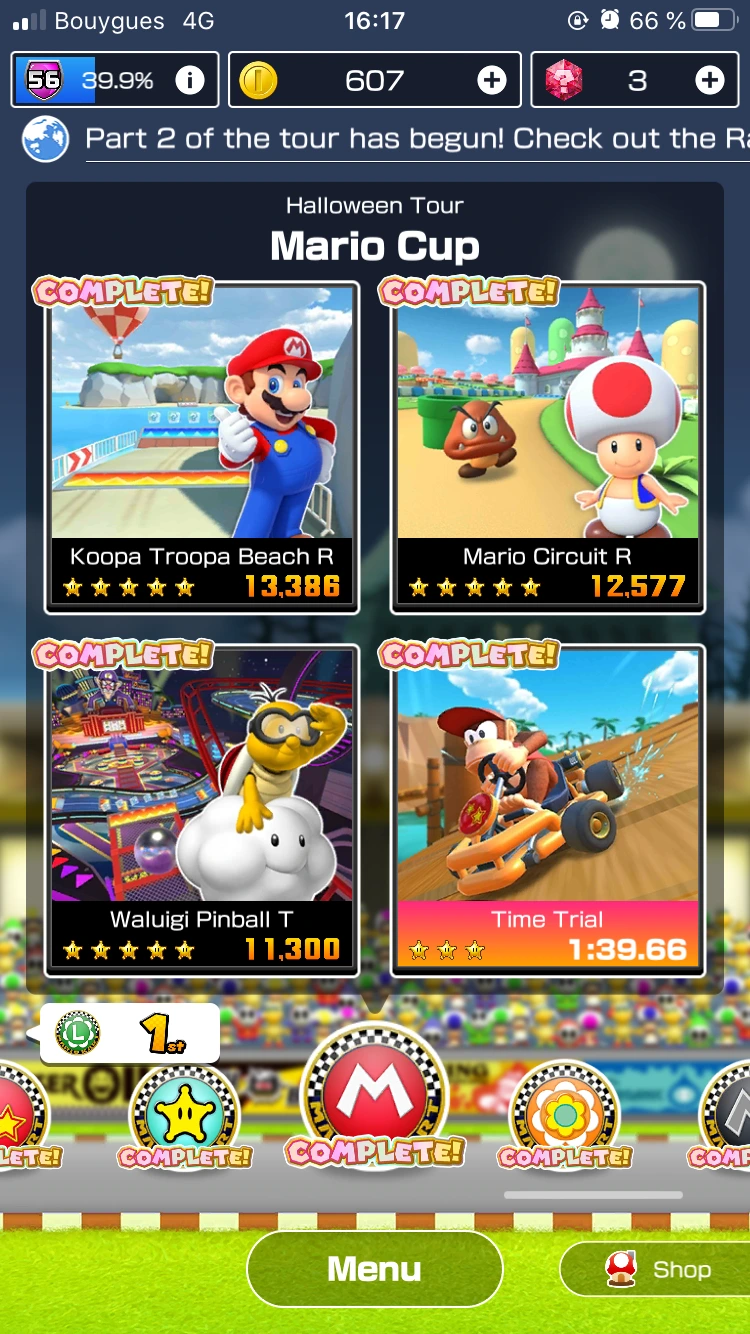 Bouygues 4G 16:17 66 %
56 39.9% i 607 + ? 3 +
Part 2 of the tour has begun! Check out the Ra
Halloween Tour
Mario Cup
COMPLETE! COMPLETE!
M
Koopa Troopa Beach R Mario Circuit R
13,386 12,577
COMPLETE! COMPLETE!
Waluigi Pinball T Time Trial
11,300 1:39.66
L 1st
M
LETE! COMPLETE! COMPLETE! COMPLETE! COMP
Menu Shop